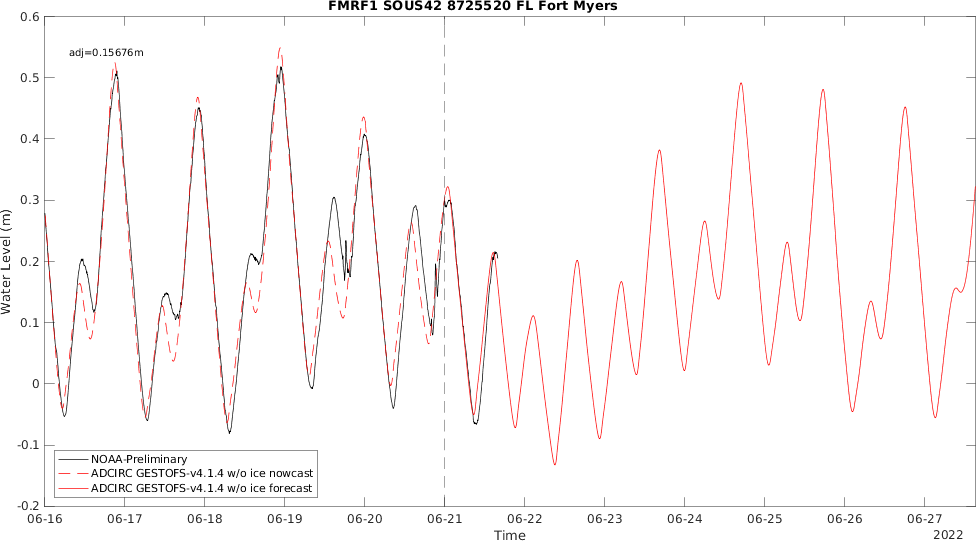 FMRF1 SOUS42 8725520 FL Fort Myers
0.6
adj=0.15676m
0.5
0.4
0.3
0.2
0.1
0
-0.1
-0.2
Water Level (m)
NOAA-Preliminary
ADCIRC GESTOFS-v4.1.4 w/o ice nowcast
ADCIRC GESTOFS-v4.1.4 w/o ice forecast
06-16 06-17 06-18 06-19 06-20 06-21 06-22 06-23 06-24 06-25 06-26 06-27
Time
2022